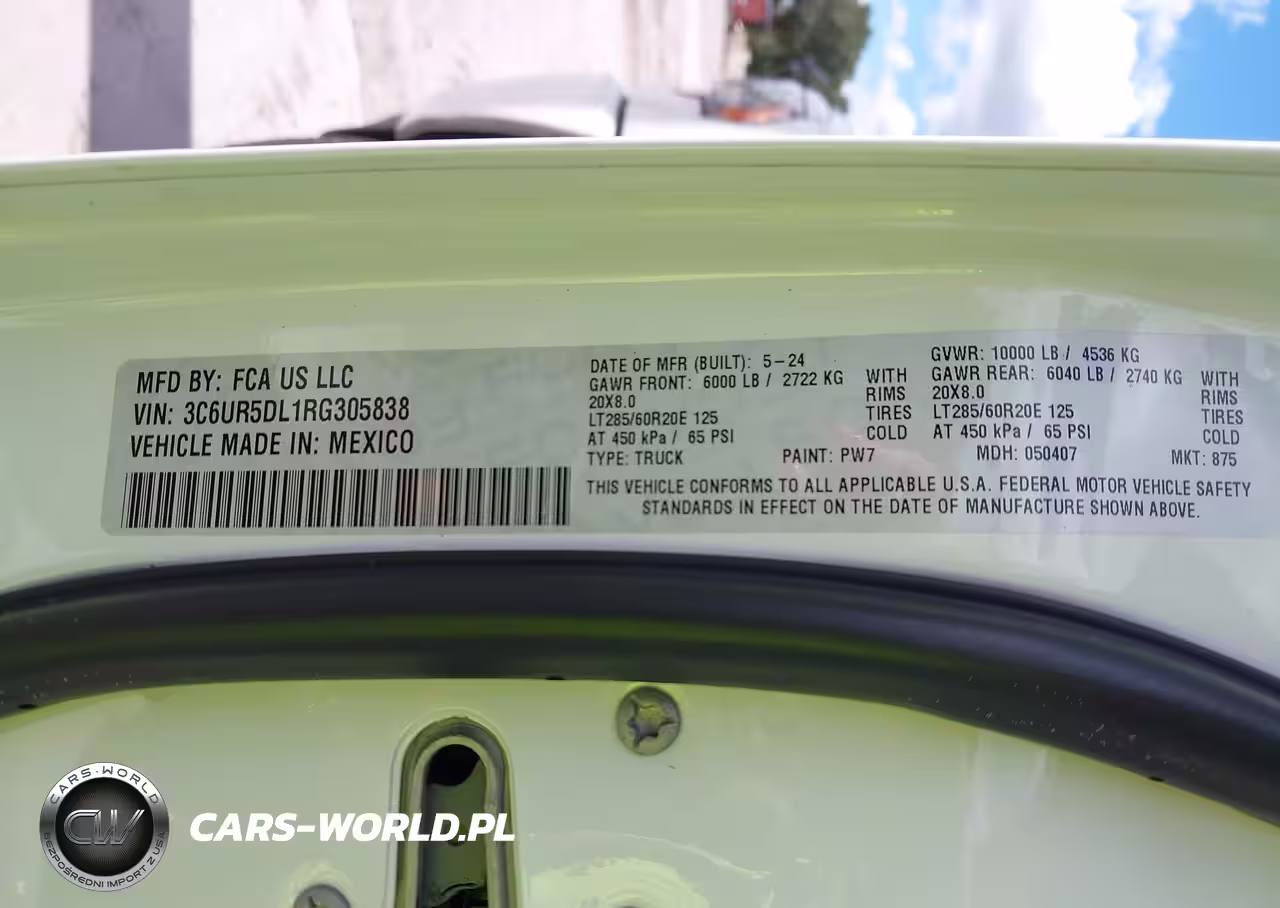 MFD BY: FCA US LLC
VIN: 3C6UR5DL1RG305838
VEHICLE MADE IN: MEXICO
DATE OF MFR (BUILT): 5-24
GAWR FRONT: 6000 LB / 2722 KG WITH
20X8.0 RIMS
LT285/60R20E 125 TIRES
AT 450 kPa / 65 PSI COLD
GVWR: 10000 LB / 4536 KG
GAWR REAR: 6040 LB / 2740 KG WITH
20X8.0 RIMS
LT285/60R20E 125 TIRES
AT 450 kPa / 65 PSI COLD
TYPE: TRUCK PAINT: PW7 MDH: 050407 MKT: 875
THIS VEHICLE CONFORMS TO ALL APPLICABLE U.S.A. FEDERAL MOTOR VEHICLE SAFETY
STANDARDS IN EFFECT ON THE DATE OF MANUFACTURE SHOWN ABOVE.
CARS-WORLD
CW
BEZPOŚREDNI IMPORT Z USA
CARS-WORLD.PL